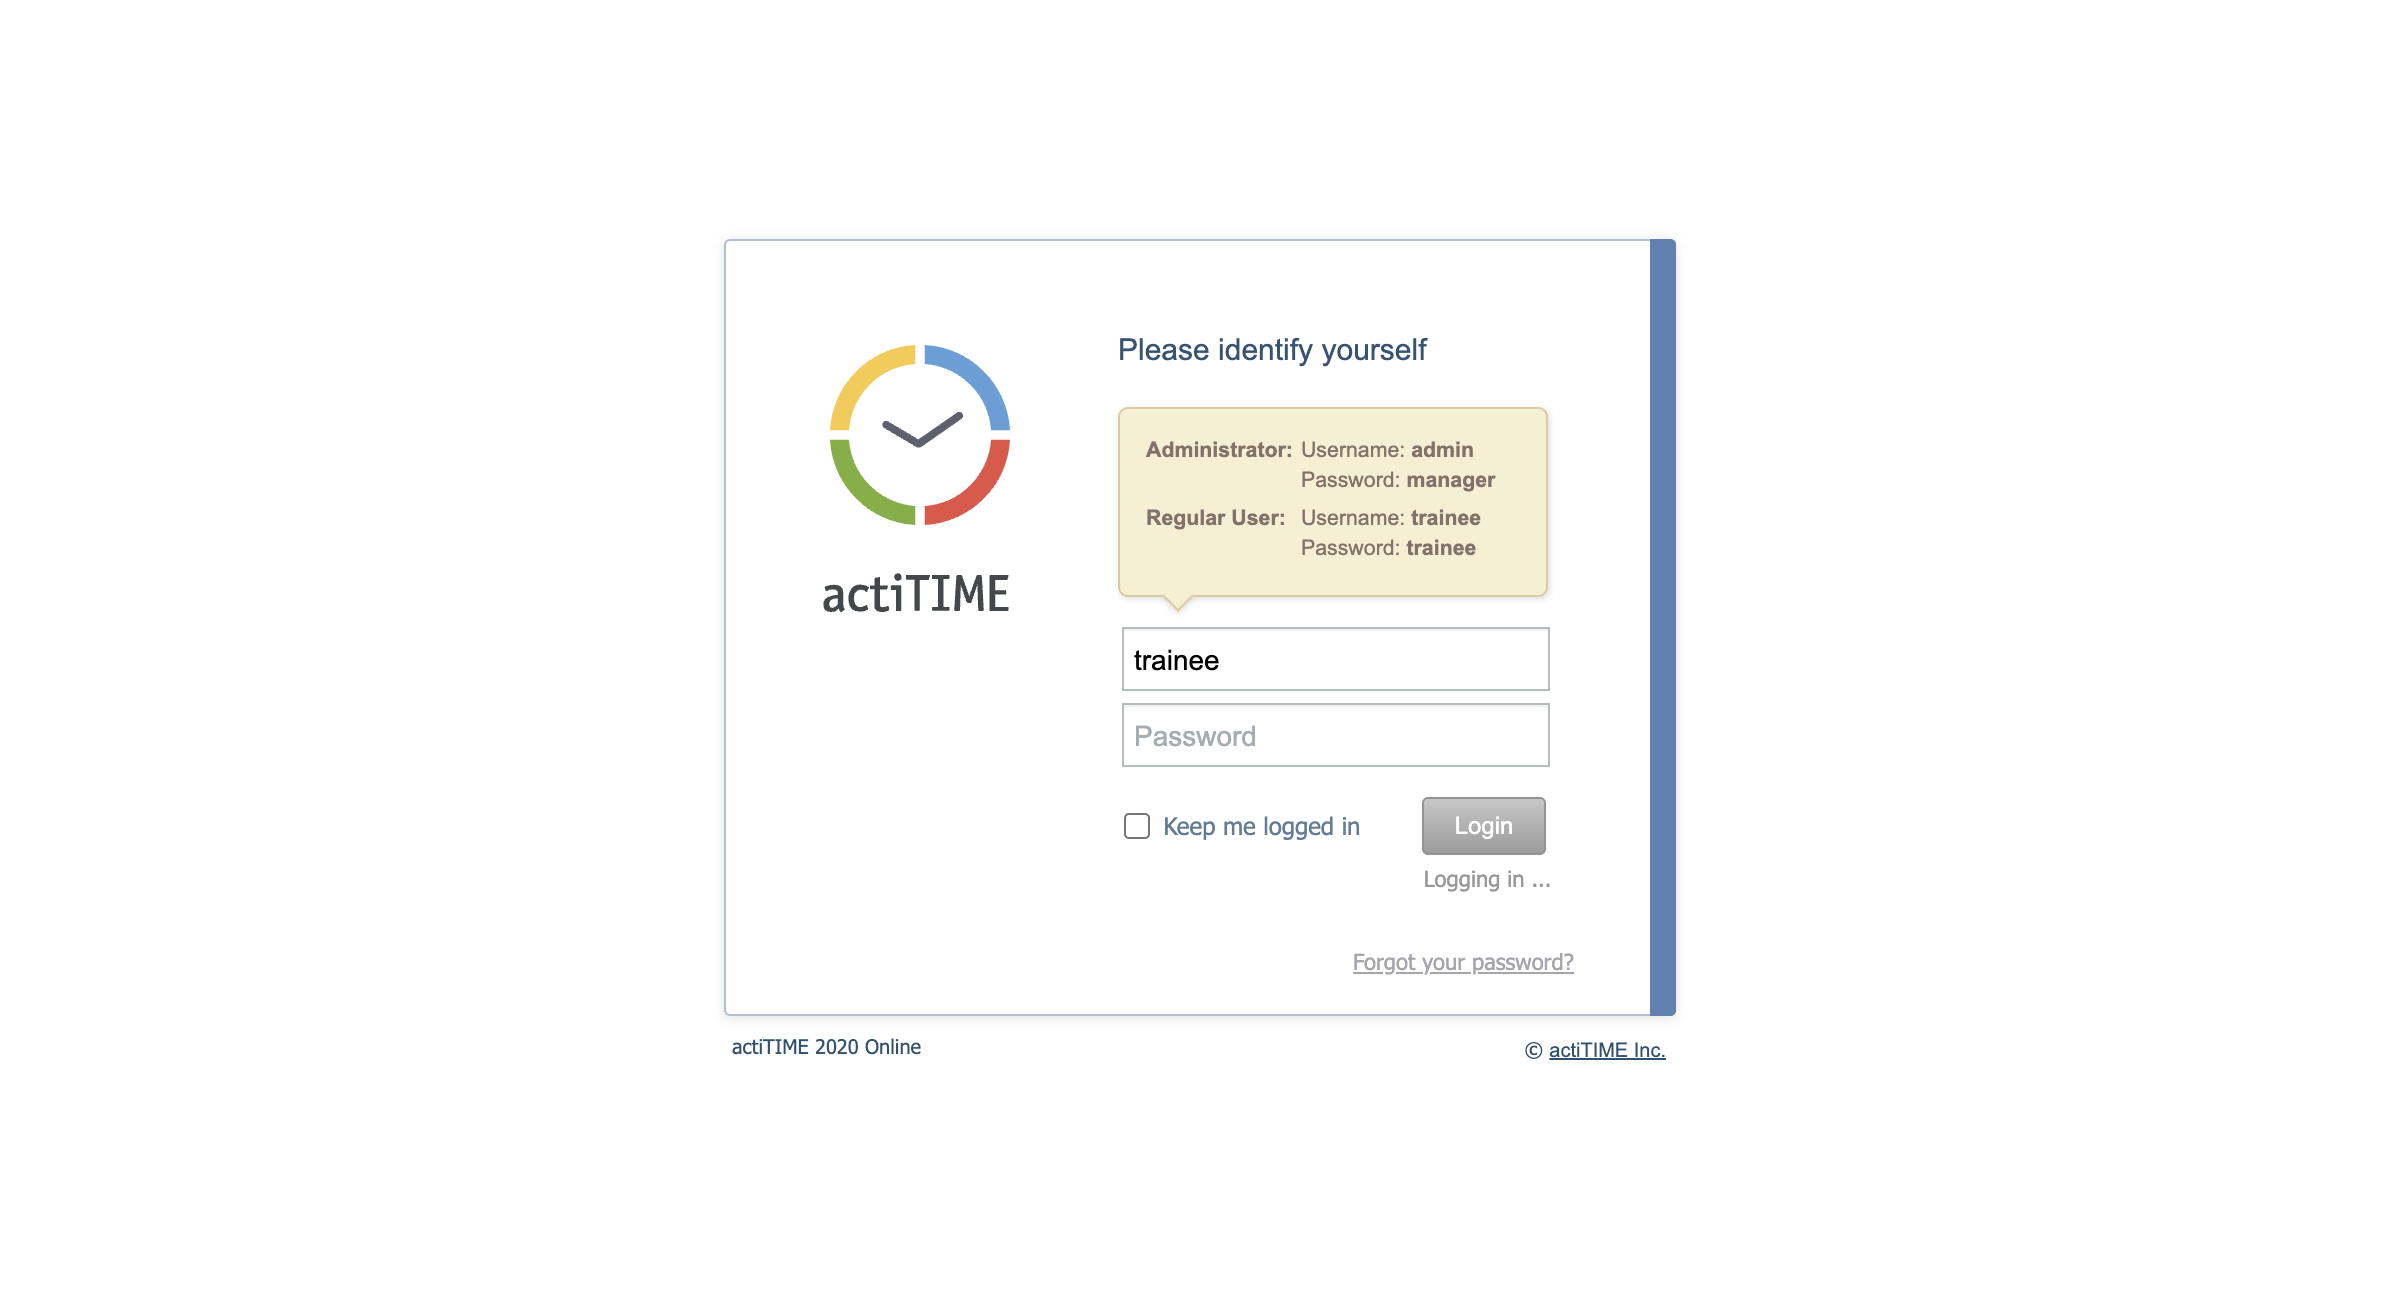 Please identify yourself
Administrator: Username: admin
Password: manager
Regular User: Username: trainee
Password: trainee
actiTIME
trainee
Password
Keep me logged in
Login
Logging in ...
Forgot your password?
actiTIME 2020 Online
© actiTIME Inc.